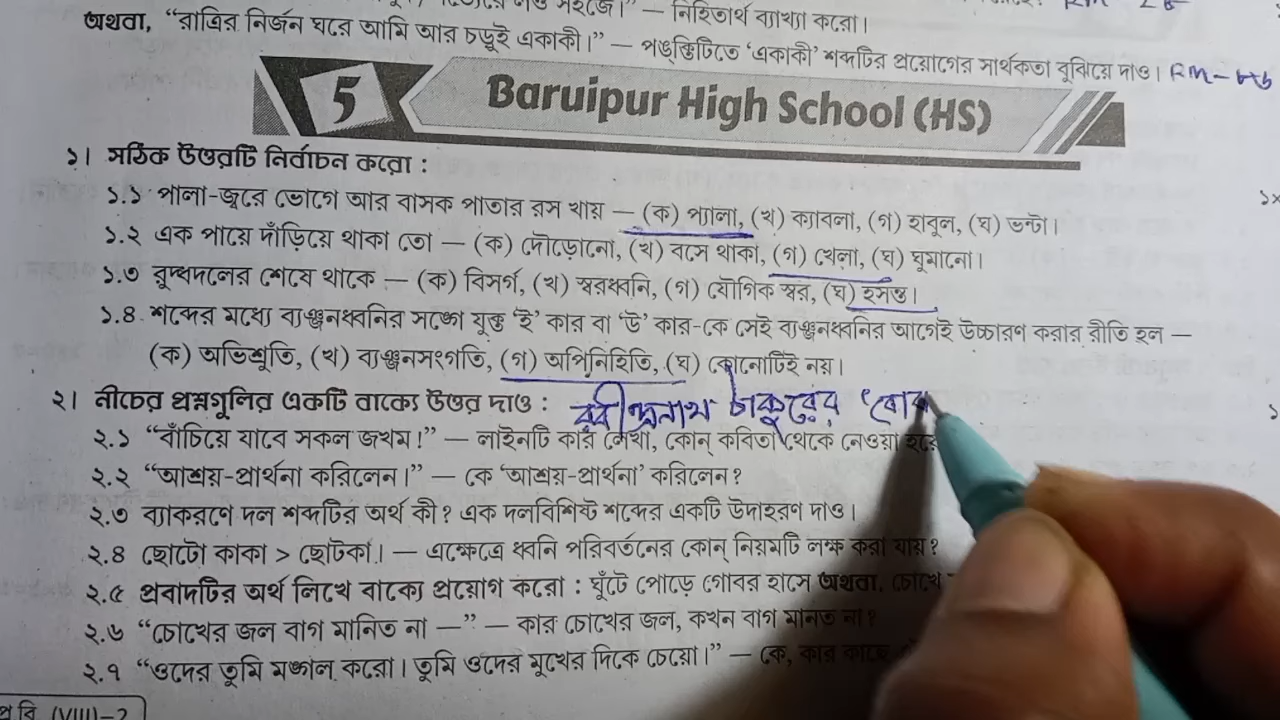 সহজে।" — নিহিতার্থ ব্যাখ্যা করো।
অথবা, "রাত্রির নির্জন ঘরে আমি আর চড়ুই একাকী।" — পঙ্ক্তিটিতে 'একাকী' শব্দটির প্রয়োগের সার্থকতা বুঝিয়ে দাও। RM-
5 Baruipur High School (HS)
১। সঠিক উত্তরটি নির্বাচন করো :
১.১ পালা-জ্বরে ভোগে আর বাসক পাতার রস খায় — (ক) প্যালা, (খ) ক্যাবলা, (গ) হাবুল, (ঘ) ভন্টা।
১.২ এক পায়ে দাঁড়িয়ে থাকা তো — (ক) দৌড়োনো, (খ) বসে থাকা, (গ) খেলা, (ঘ) ঘুমানো।
১.৩ রুদ্ধদলের শেষে থাকে — (ক) বিসর্গ, (খ) স্বরধ্বনি, (গ) যৌগিক স্বর, (ঘ) হসন্ত।
১.৪ শব্দের মধ্যে ব্যঞ্জনধ্বনির সঙ্গে যুক্ত 'ই' কার বা 'উ' কার-কে সেই ব্যঞ্জনধ্বনির আগেই উচ্চারণ করার রীতি হল —
(ক) অভিশ্রুতি, (খ) ব্যঞ্জনসংগতি, (গ) অপিনিহিতি, (ঘ) কোনোটিই নয়।
২। নীচের প্রশ্নগুলির একটি বাক্যে উত্তর দাও : রবীন্দ্রনাথ ঠাকুরের
২.১ "বাঁচিয়ে যাবে সকল জখম!" — লাইনটি কার লেখা, কোন্ কবিতা থেকে নেওয়া
২.২ "আশ্রয়-প্রার্থনা করিলেন।" — কে 'আশ্রয়-প্রার্থনা' করিলেন?
২.৩ ব্যাকরণে দল শব্দটির অর্থ কী? এক দলবিশিষ্ট শব্দের একটি উদাহরণ দাও।
২.৪ ছোটো কাকা > ছোটকা। — এক্ষেত্রে ধ্বনি পরিবর্তনের কোন্ নিয়মটি লক্ষ করা যায়?
২.৫ প্রবাদটির অর্থ লিখে বাক্যে প্রয়োগ করো : ঘুঁটে পোড়ে গোবর হাসে অথবা, চোখে
২.৬ "চোখের জল বাগ মানিত না —" — কার চোখের জল, কখন বাগ মানত না?
২.৭ "ওদের তুমি মঙ্গল করো। তুমি ওদের মুখের দিকে চেয়ো।" — কে, কার কাছে
(VIII)-2